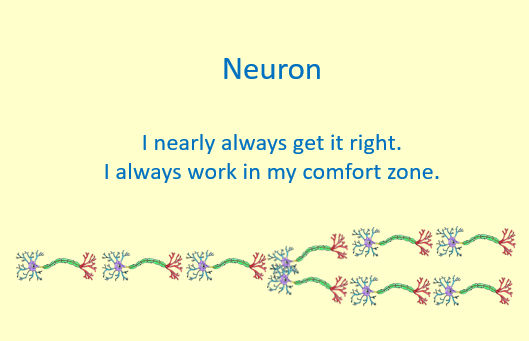 Neuron
I nearly always get it right.
I always work in my comfort zone.